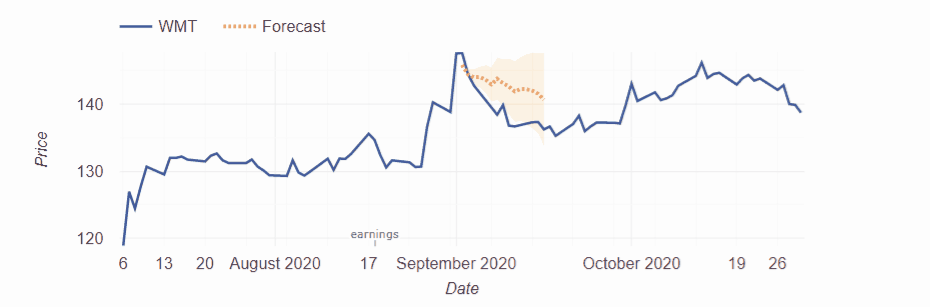 WMT Forecast
140
Price
130
120
earnings
6 13 20 August 2020 17 September 2020 October 2020 19 26
Date